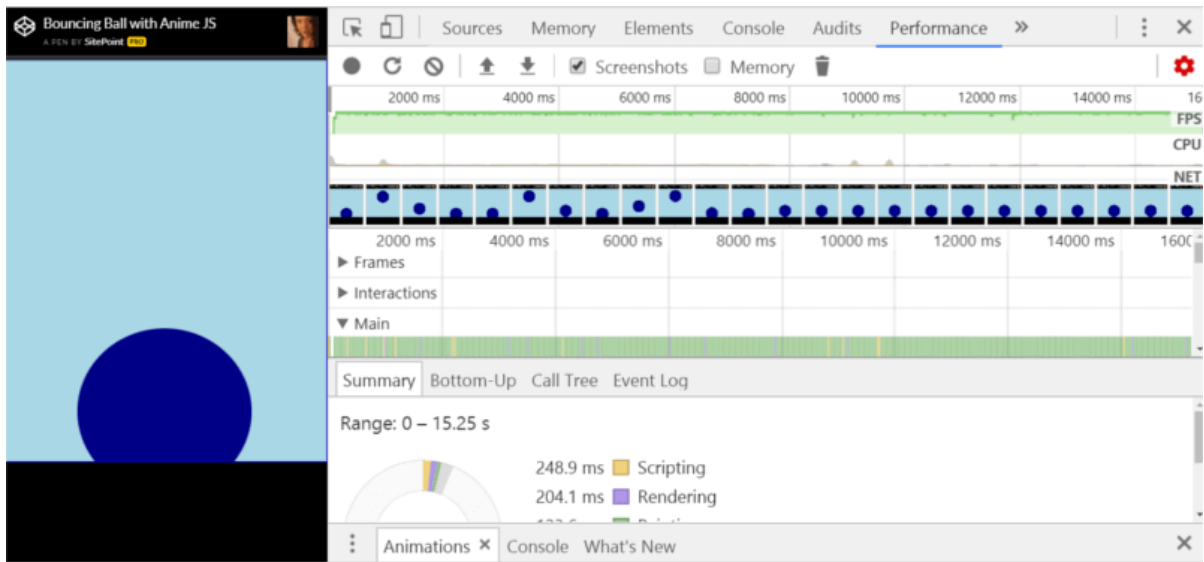 Bouncing Ball with Anime JS
A PEN BY SitePoint PRO
Sources Memory Elements Console Audits Performance »
Screenshots Memory
2000 ms 4000 ms 6000 ms 8000 ms 10000 ms 12000 ms 14000 ms 16
FPS
CPU
NET
2000 ms 4000 ms 6000 ms 8000 ms 10000 ms 12000 ms 14000 ms 1600
Frames
Interactions
Main
Summary Bottom-Up Call Tree Event Log
Range: 0 – 15.25 s
248.9 ms Scripting
204.1 ms Rendering
Animations × Console What's New